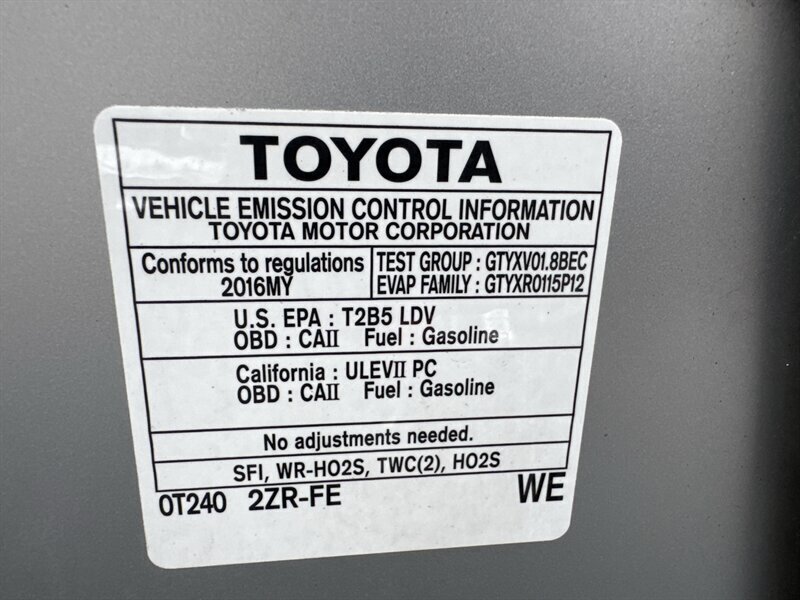 TOYOTA
VEHICLE EMISSION CONTROL INFORMATION
TOYOTA MOTOR CORPORATION
Conforms to regulations
2016MY
TEST GROUP : GTYXV01.8BEC
EVAP FAMILY : GTYXR0115P12
U.S. EPA : T2B5 LDV
OBD : CAII Fuel : Gasoline
California : ULEVII PC
OBD : CAII Fuel : Gasoline
No adjustments needed.
SFI, WR-HO2S, TWC(2), HO2S
0T240 2ZR-FE WE